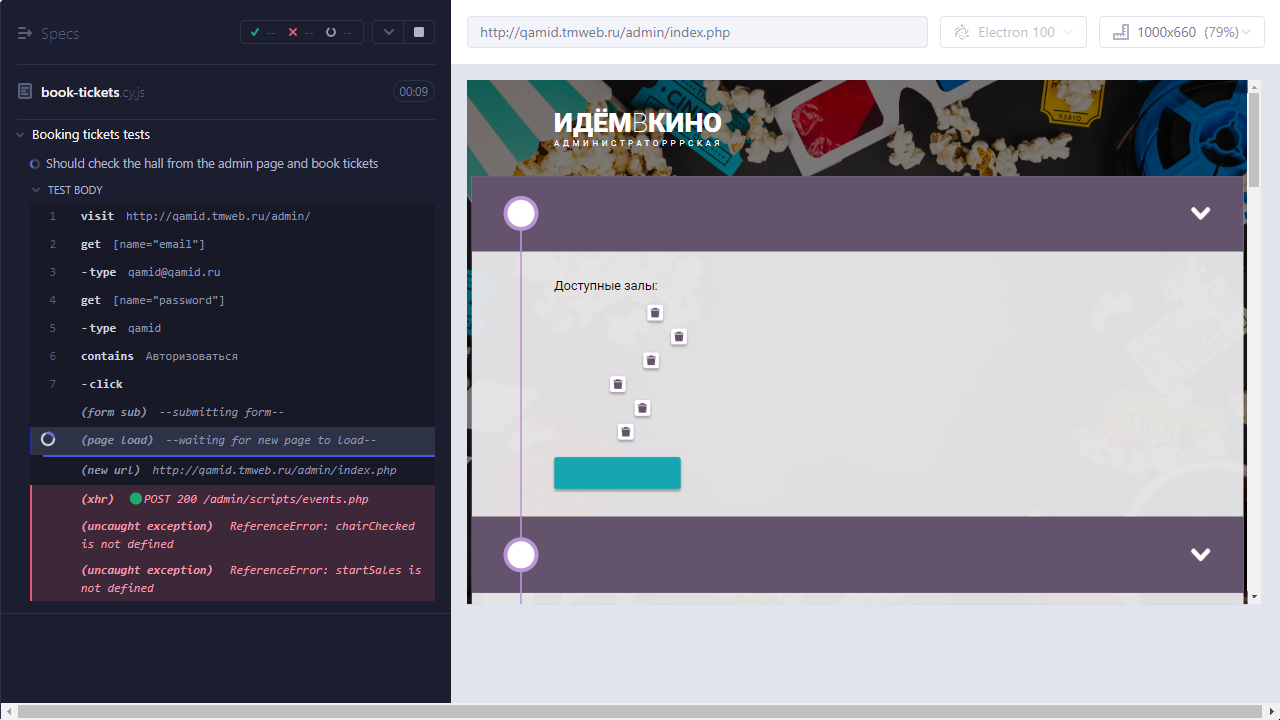 Specs
-- -- --
book-tickets.cy.js 00:09
Booking tickets tests
Should check the hall from the admin page and book tickets
TEST BODY
1 visit http://qamid.tmweb.ru/admin/
2 get [name="email"]
3 -type qamid@qamid.ru
4 get [name="password"]
5 -type qamid
6 contains Авторизоваться
7 -click
(form sub) --submitting form--
(page load) --waiting for new page to load--
(new url) http://qamid.tmweb.ru/admin/index.php
(xhr) POST 200 /admin/scripts/events.php
(uncaught exception) ReferenceError: chairChecked
is not defined
(uncaught exception) ReferenceError: startSales is
not defined
http://qamid.tmweb.ru/admin/index.php
Electron 100
1000x660 (79%)
ИДЁМВКИНО
АДМИНИСТРАТОРРРСКАЯ
CINEMA
93810
Доступные залы:
TICKET